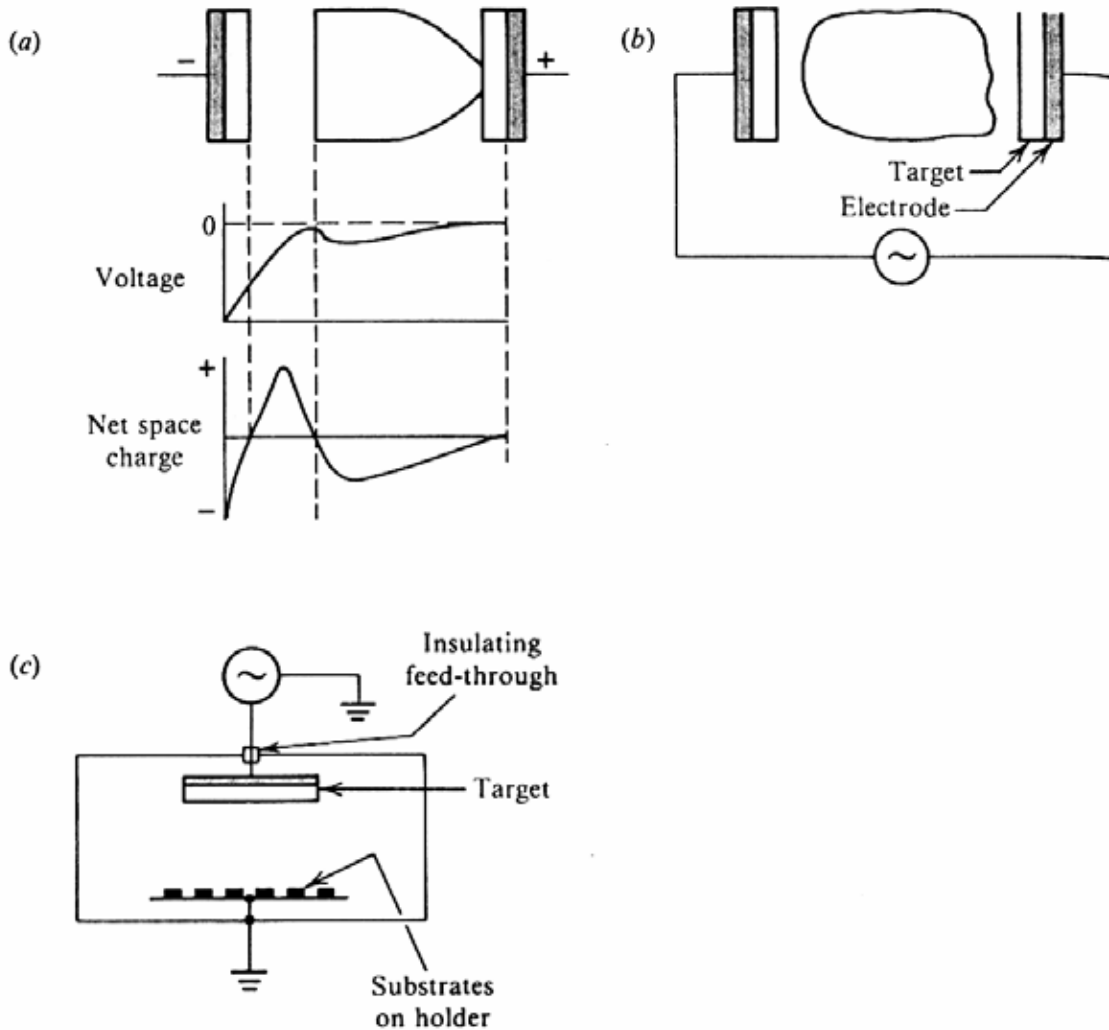 (a)
−
+
0
Voltage
+
Net space
charge
−
(b)
Target
Electrode
(c)
Insulating
feed-through
Target
Substrates
on holder